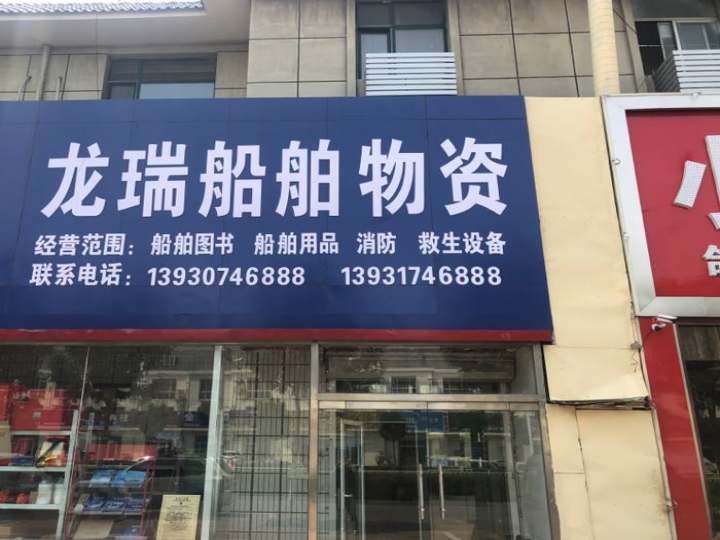 龙瑞船舶物资
经营范围：船舶图书 船舶用品 消防 救生设备
联系电话：13930746888 13931746888